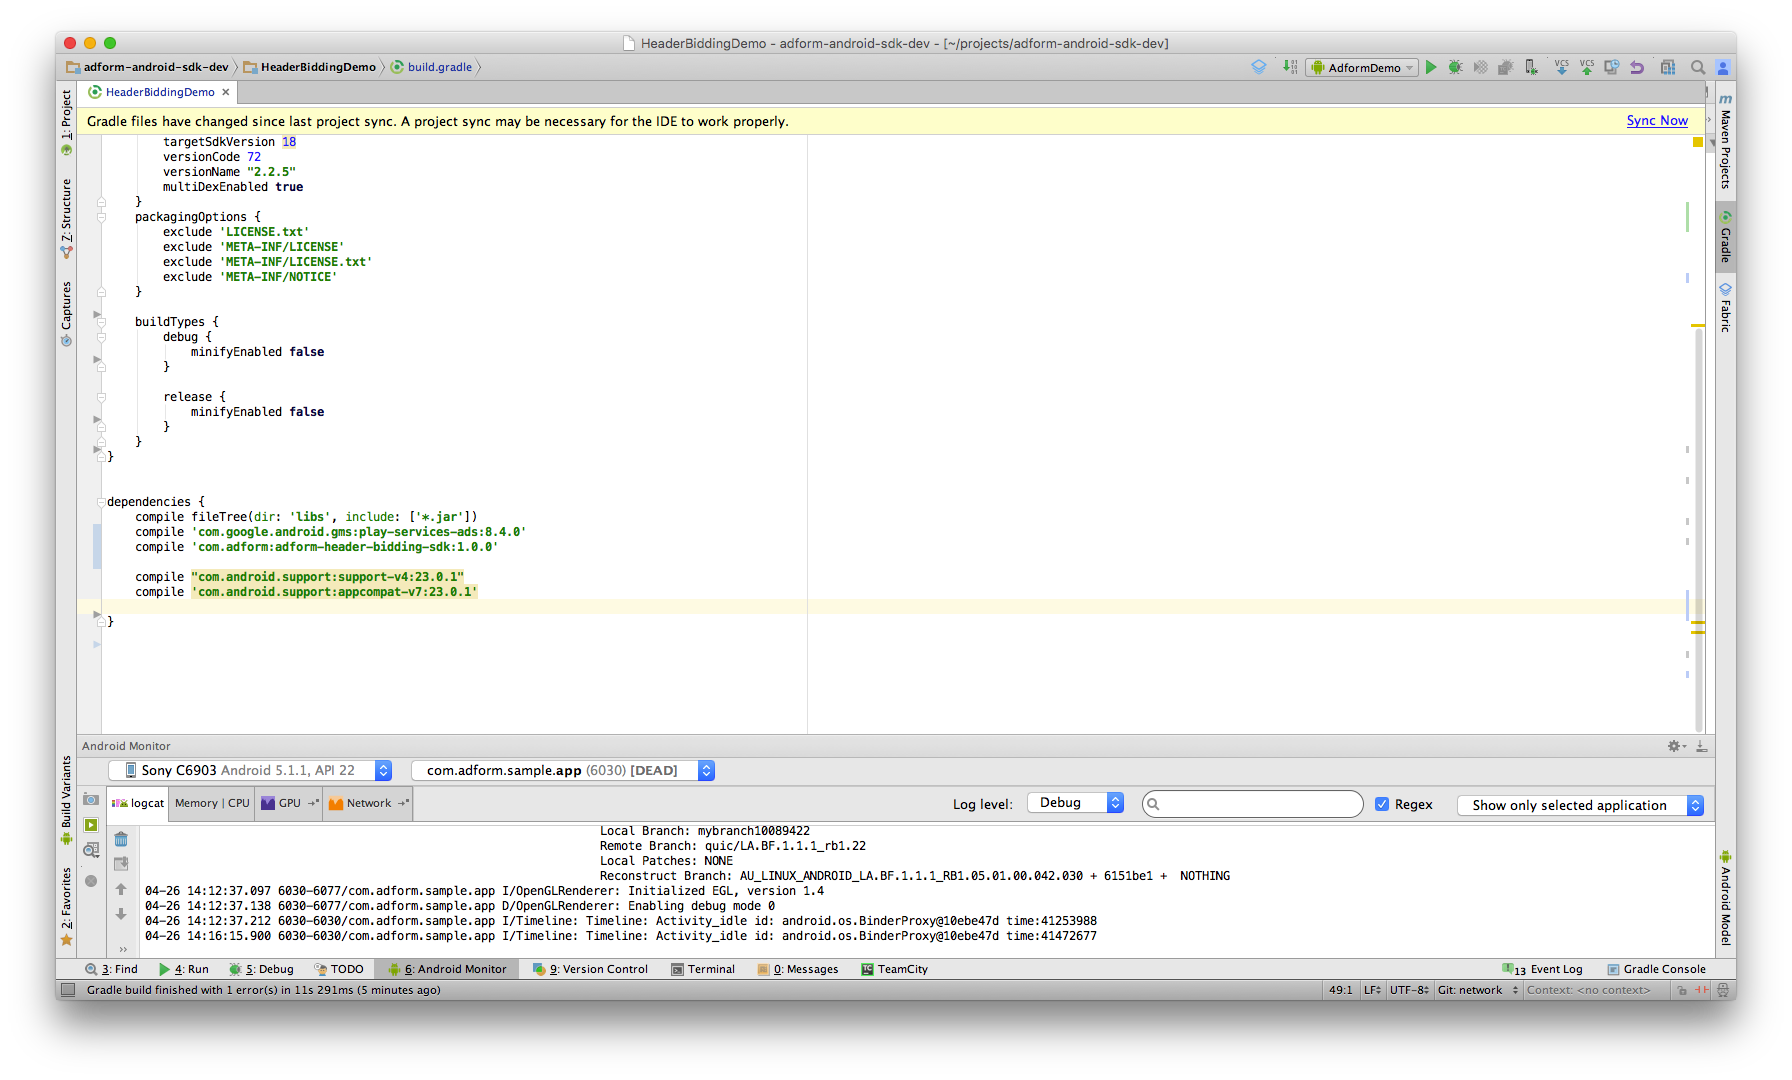 HeaderBiddingDemo - adform-android-sdk-dev - [~/projects/adform-android-sdk-dev]
adform-android-sdk-dev HeaderBiddingDemo build.gradle
AdformDemo
VCS VCS
HeaderBiddingDemo ×
Gradle files have changed since last project sync. A project sync may be necessary for the IDE to work properly. Sync Now
1: Project
Z: Structure
Captures
Build Variants
2: Favorites
Maven Projects
Gradle
Fabric
Android Model
targetSdkVersion 18
versionCode 72
versionName "2.2.5"
multiDexEnabled true
}
packagingOptions {
exclude 'LICENSE.txt'
exclude 'META-INF/LICENSE'
exclude 'META-INF/LICENSE.txt'
exclude 'META-INF/NOTICE'
}
buildTypes {
debug {
minifyEnabled false
}
release {
minifyEnabled false
}
}
}
dependencies {
compile fileTree(dir: 'libs', include: ['*.jar'])
compile 'com.google.android.gms:play-services-ads:8.4.0'
compile 'com.adform:adform-header-bidding-sdk:1.0.0'
compile "com.android.support:support-v4:23.0.1"
compile 'com.android.support:appcompat-v7:23.0.1'
}
Android Monitor
Sony C6903 Android 5.1.1, API 22
com.adform.sample.app (6030) [DEAD]
logcat Memory | CPU GPU Network
Log level: Debug Regex Show only selected application
Local Branch: mybranch10089422
Remote Branch: quic/LA.BF.1.1.1_rb1.22
Local Patches: NONE
Reconstruct Branch: AU_LINUX_ANDROID_LA.BF.1.1.1_RB1.05.01.00.042.030 + 6151be1 + NOTHING
04-26 14:12:37.097 6030-6077/com.adform.sample.app I/OpenGLRenderer: Initialized EGL, version 1.4
04-26 14:12:37.138 6030-6077/com.adform.sample.app D/OpenGLRenderer: Enabling debug mode 0
04-26 14:12:37.212 6030-6030/com.adform.sample.app I/Timeline: Timeline: Activity_idle id: android.os.BinderProxy@10ebe47d time:41253988
04-26 14:16:15.900 6030-6030/com.adform.sample.app I/Timeline: Timeline: Activity_idle id: android.os.BinderProxy@10ebe47d time:41472677
3: Find 4: Run 5: Debug TODO 6: Android Monitor 9: Version Control Terminal 0: Messages TeamCity 13 Event Log Gradle Console
Gradle build finished with 1 error(s) in 11s 291ms (5 minutes ago) 49:1 LF UTF-8 Git: network Context: <no context>